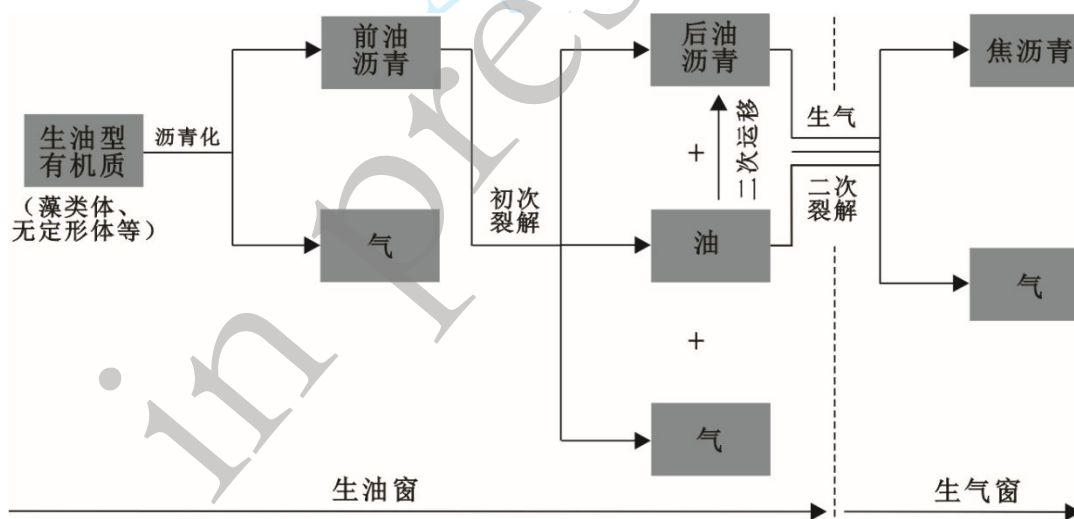 生油型
有机质
(藻类体、
无定形体等)
沥青化
前油
沥青
气
初次
裂解
后油
沥青
+
二次运移
油
+
气
生气
二次
裂解
焦沥青
气
生油窗
生气窗
in press